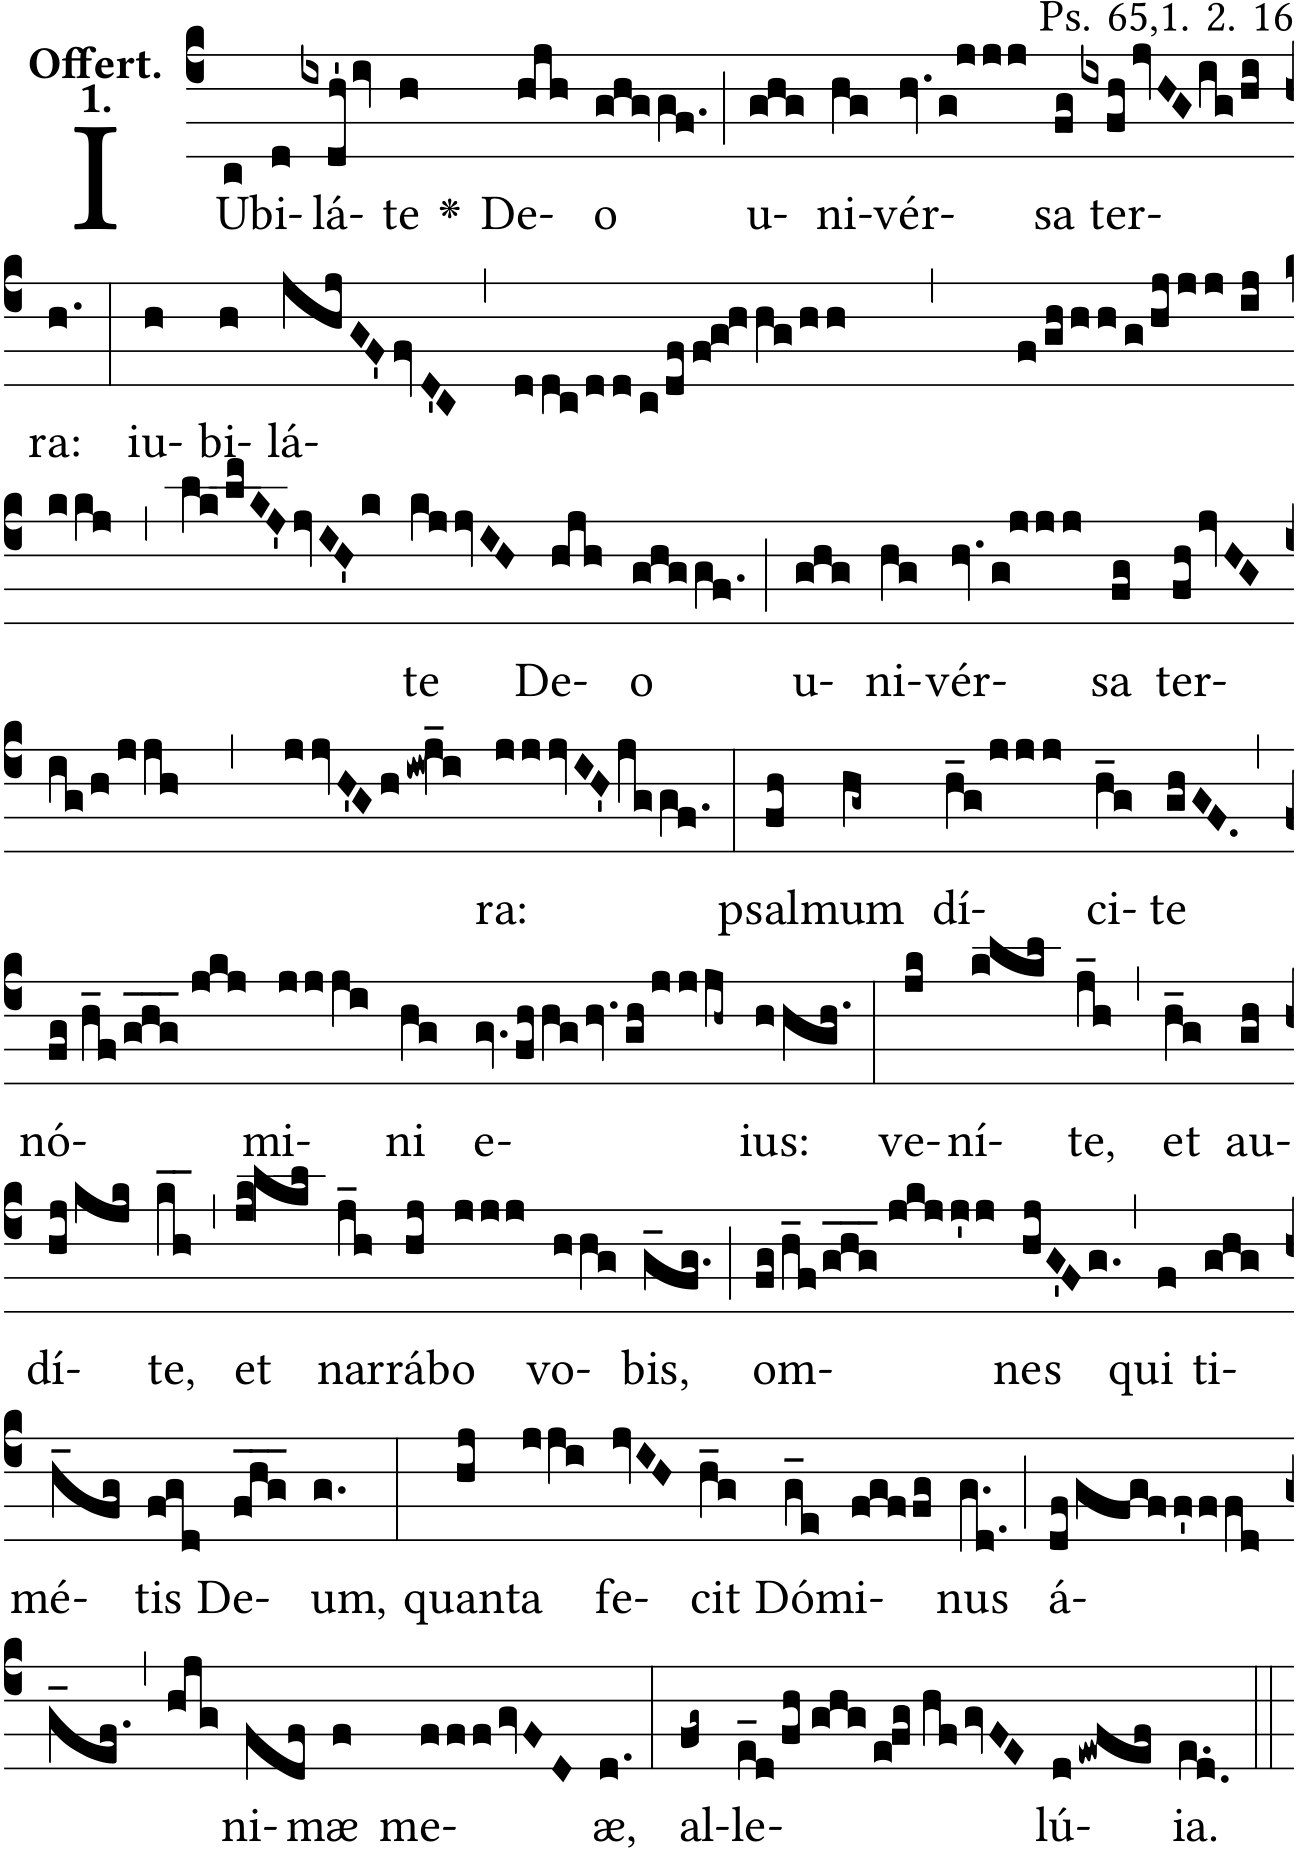 Ps. 65,1. 2. 16
Offert.
1.
IUbi-lá- te * De- o u- ni-vér- sa ter-
ra: iu- bi- lá-
te De- o u- ni-vér- sa ter-
ra: psalmum dí- ci- te
nó- mi- ni e- ius: ve-ní- te, et au-
dí- te, et narrábo vo- bis, om- nes qui ti-
mé- tis De- um, quanta fe- cit Dómi- nus á-
ni-mæ me- æ, al-le- lú- ia.